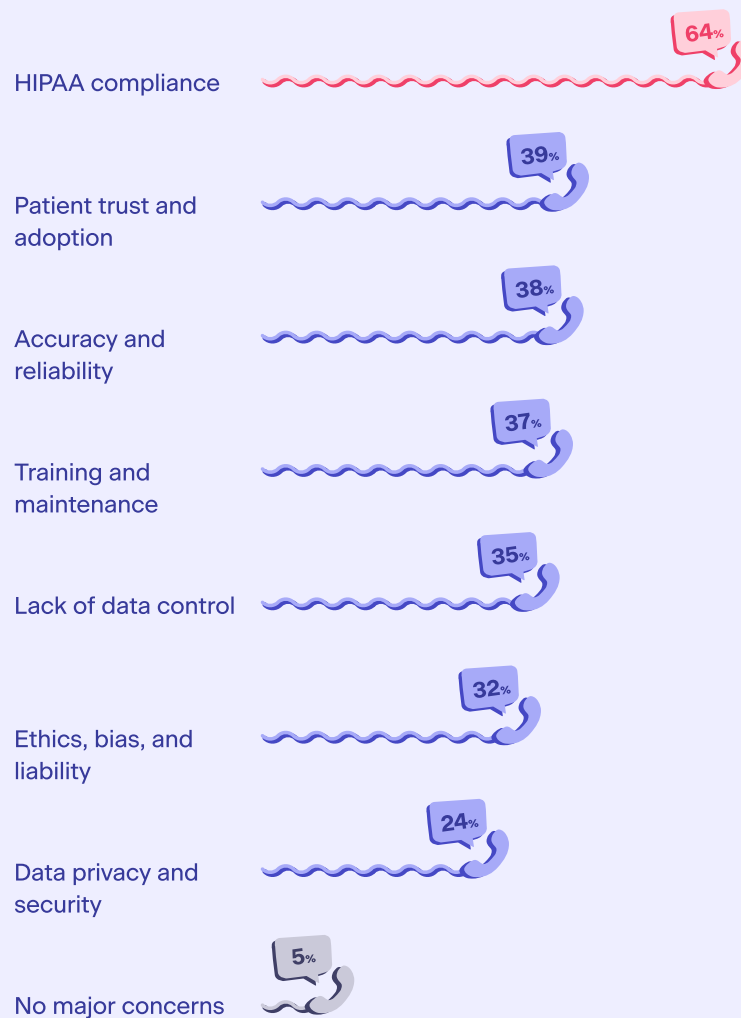 64%
HIPAA compliance
39%
Patient trust and
adoption
38%
Accuracy and
reliability
37%
Training and
maintenance
35%
Lack of data control
32%
Ethics, bias, and
liability
24%
Data privacy and
security
5%
No major concerns